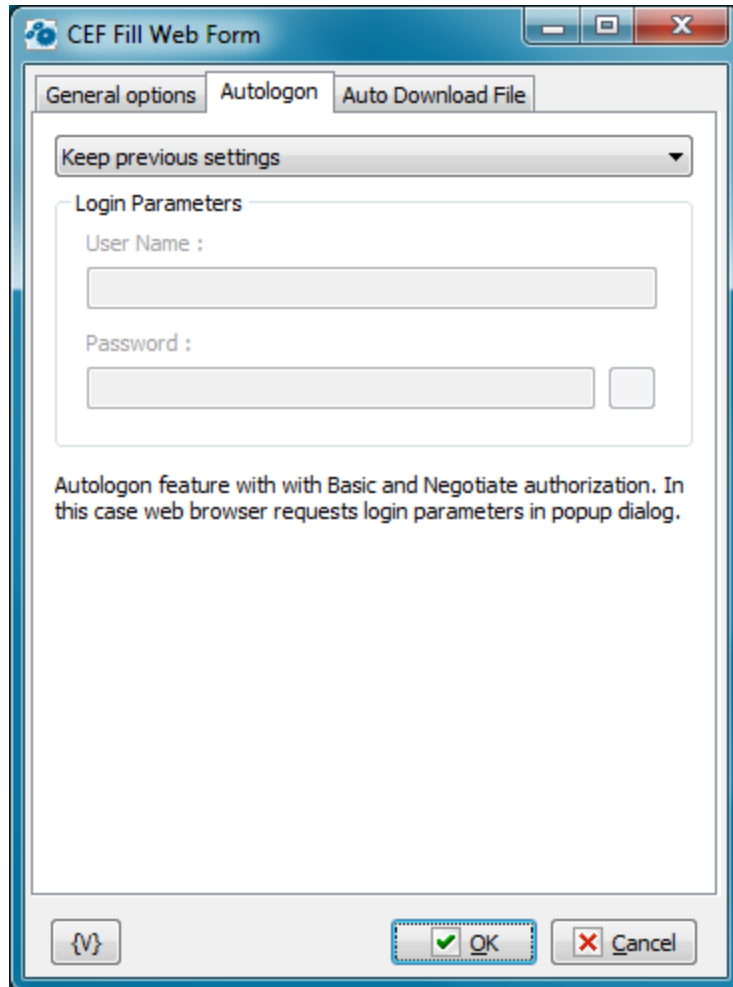 CEF Fill Web Form
General options
Autologon
Auto Download File
Keep previous settings
Login Parameters
User Name :
Password :
Autologon feature with with Basic and Negotiate authorization. In
this case web browser requests login parameters in popup dialog.
{V}
OK
Cancel